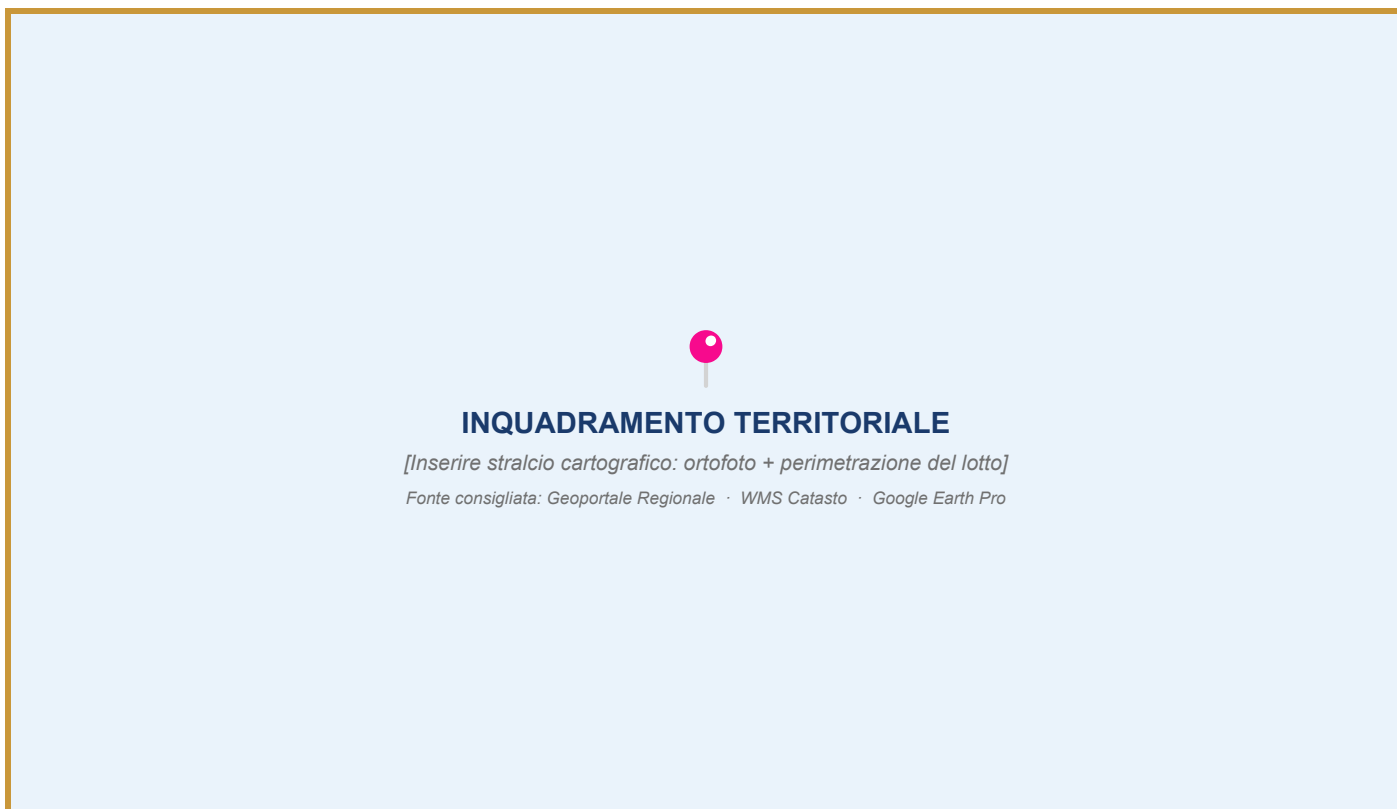 INQUADRAMENTO TERRITORIALE
[Inserire stralcio cartografico: ortofoto + perimetrazione del lotto]
Fonte consigliata: Geoportale Regionale · WMS Catasto · Google Earth Pro